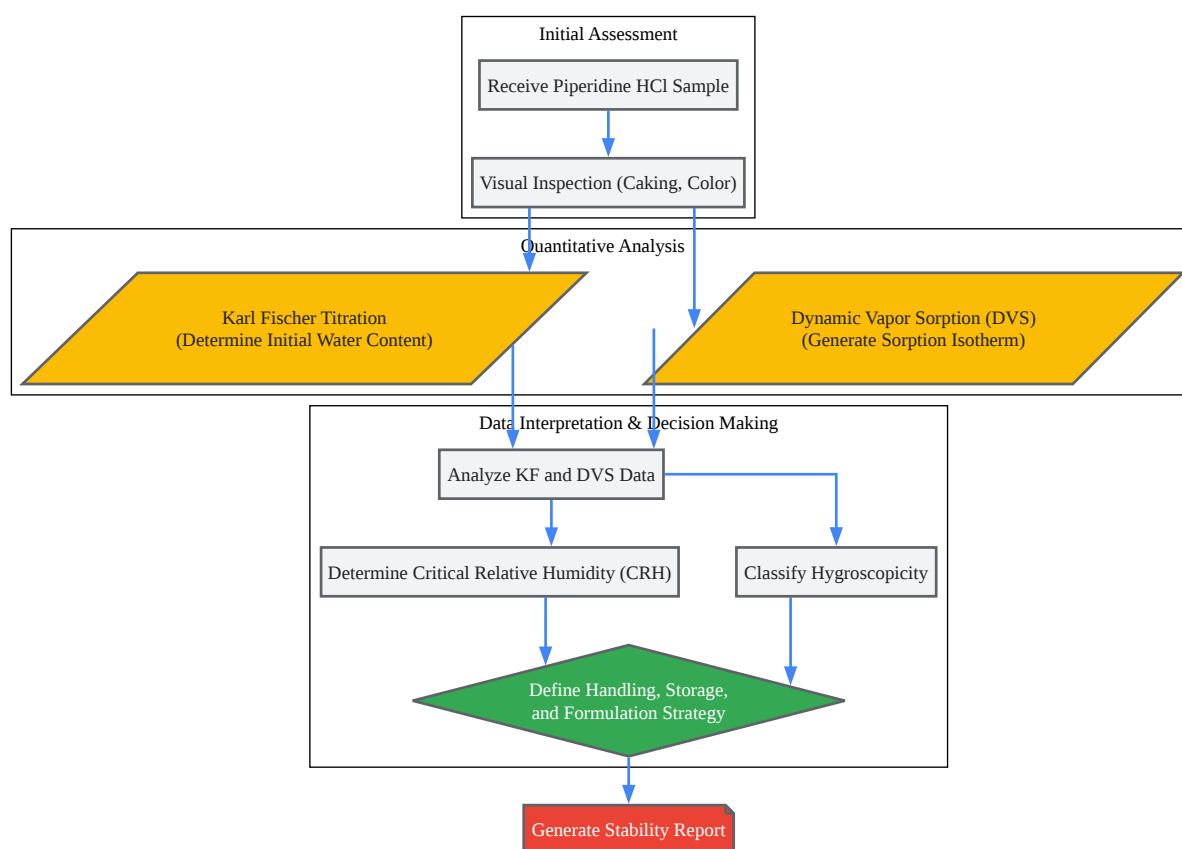 Initial Assessment
Receive Piperidine HCl Sample
Visual Inspection (Caking, Color)
Quantitative Analysis
Karl Fischer Titration
(Determine Initial Water Content)
Dynamic Vapor Sorption (DVS)
(Generate Sorption Isotherm)
Data Interpretation & Decision Making
Analyze KF and DVS Data
Determine Critical Relative Humidity (CRH)
Classify Hygroscopicity
Define Handling, Storage,
and Formulation Strategy
Generate Stability Report